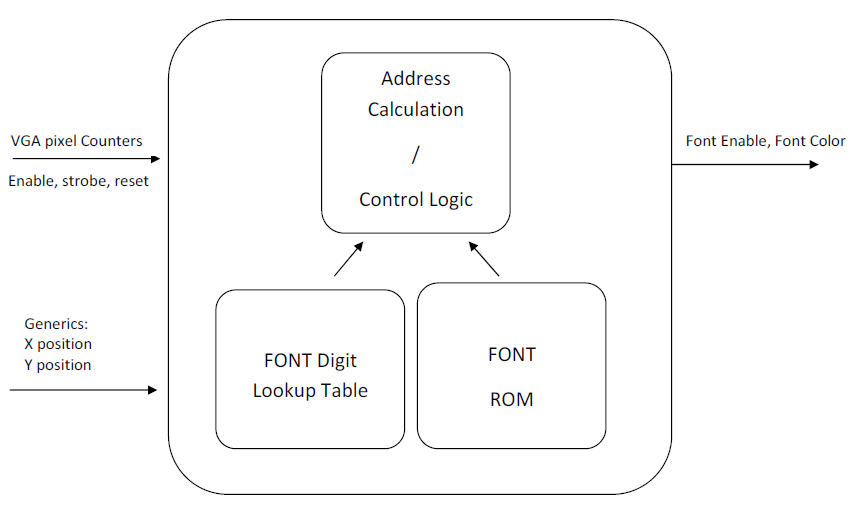 Address
Calculation
/
Control Logic
VGA pixel Counters
Enable, strobe, reset
Font Enable, Font Color
Generics:
X position
Y position
FONT Digit
Lookup Table
FONT
ROM